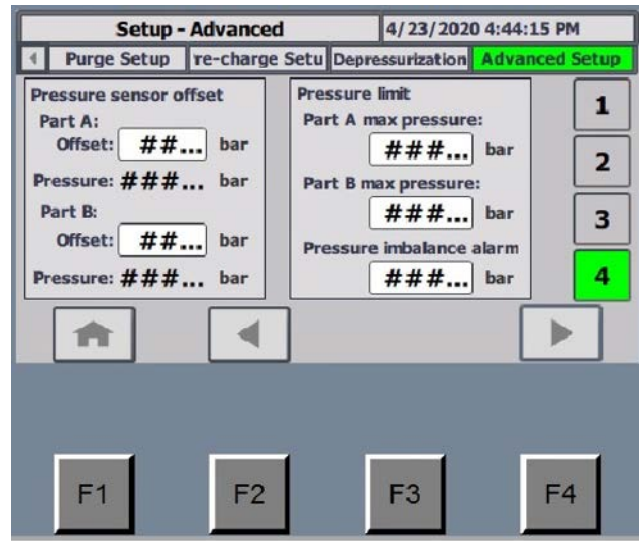 Setup - Advanced
4/23/2020 4:44:15 PM
Purge Setup
re-charge Setu
Depressurization
Advanced Setup
Pressure sensor offset
Part A:
Offset: ##... bar
Pressure: ###... bar
Part B:
Offset: ##... bar
Pressure: ###... bar
Pressure limit
Part A max pressure:
###... bar
Part B max pressure:
###... bar
Pressure imbalance alarm
###... bar
1
2
3
4
F1
F2
F3
F4